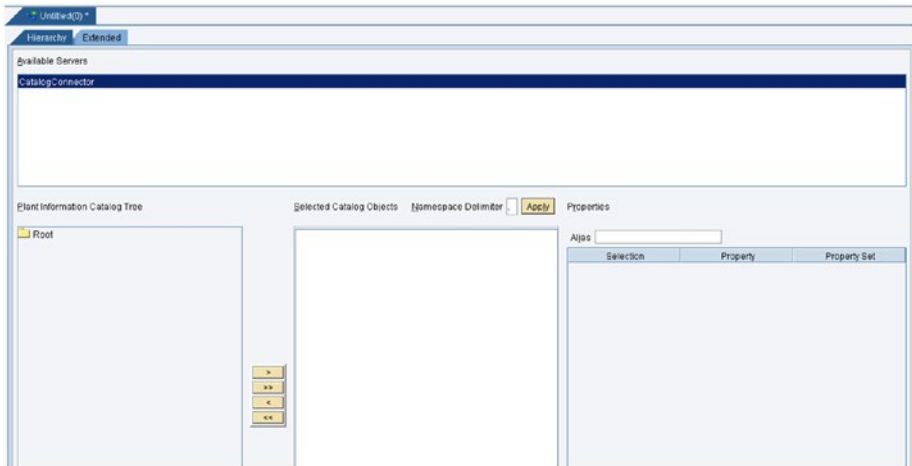 Untitled(0) *
Hierarchy Extended
Available Servers
CatalogConnector
Plant Information Catalog Tree Selected Catalog Objects Namespace Delimiter . Apply Properties
Root
Alias
Selection Property Property Set
>
>>
<
<<